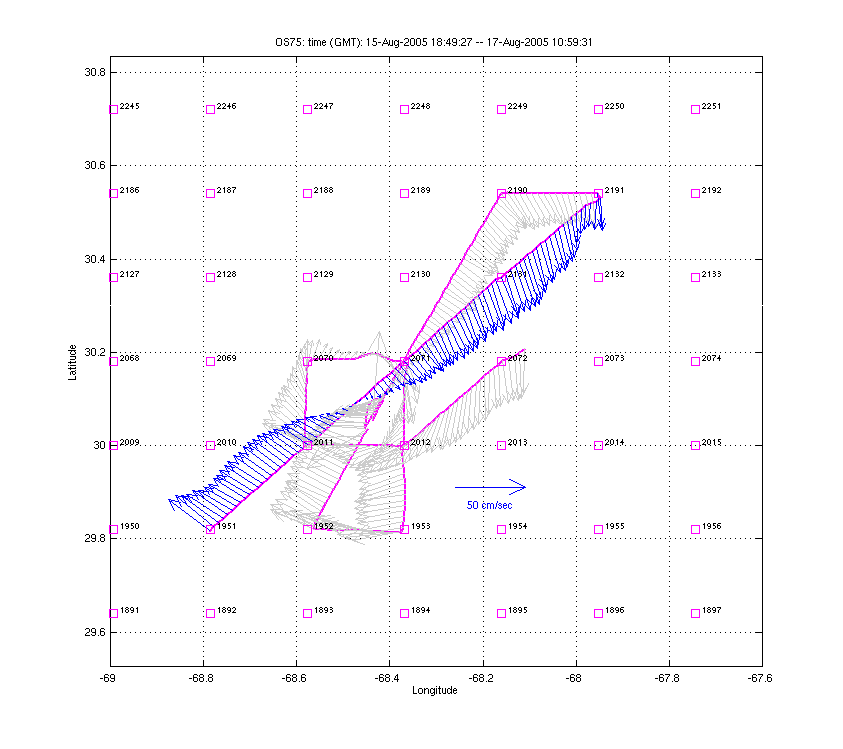 OS75: time (GMT): 15-Aug-2005 18:49:27 -- 17-Aug-2005 10:59:31
30.8
2245 2246 2247 2248 2249 2250 2251
30.6
2186 2187 2188 2189 2190 2191 2192
30.4
2127 2128 2129 2130 2131 2132 2133
30.2
2068 2069 2070 2071 2072 2073 2074
Latitude
30
2009 2010 2011 2012 2013 2014 2015
50 cm/sec
1950 1951 1952 1953 1954 1955 1956
29.8
1891 1892 1893 1894 1895 1896 1897
29.6
-69 -68.8 -68.6 -68.4 -68.2 -68 -67.8 -67.6
Longitude